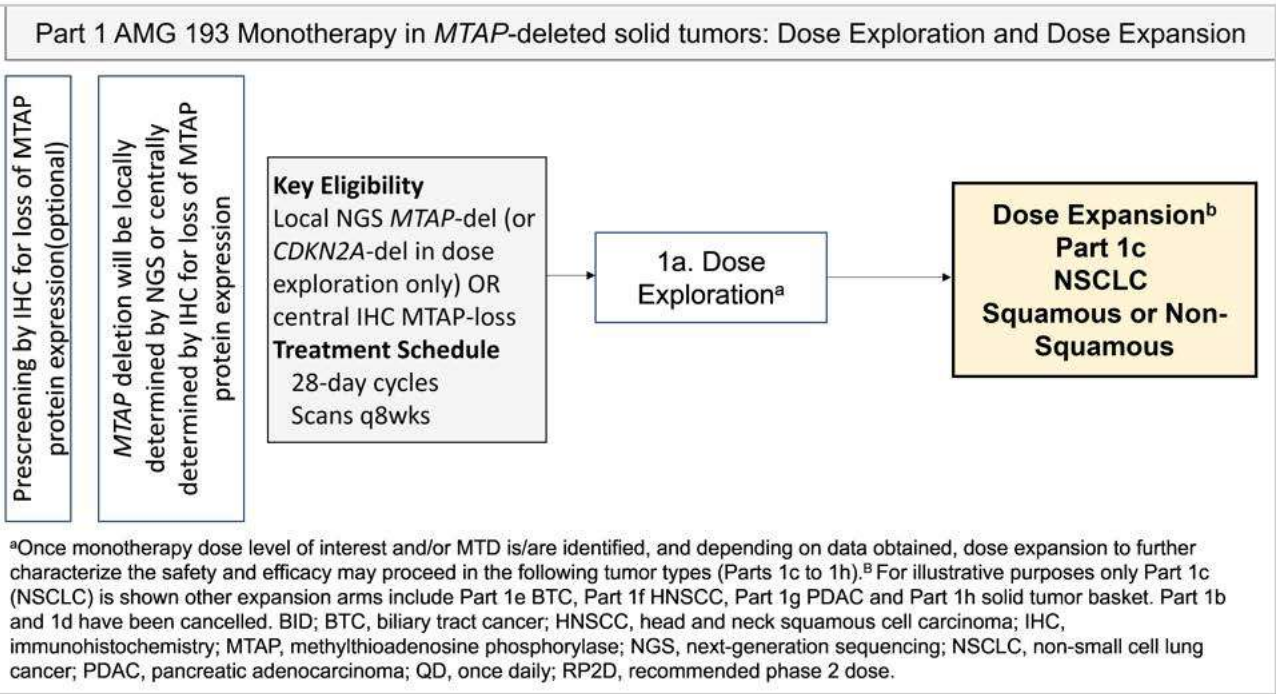 Part 1 AMG 193 Monotherapy in MTAP-deleted solid tumors: Dose Exploration and Dose Expansion
Prescreening by IHC for loss of MTAP
protein expression(optional)
MTAP deletion will be locally
determined by NGS or centrally
determined by IHC for loss of MTAP
protein expression
Key Eligibility
Local NGS MTAP-del (or
CDKN2A-del in dose
exploration only) OR
central IHC MTAP-loss
Treatment Schedule
28-day cycles
Scans q8wks
1a. Dose
Explorationᵃ
Dose Expansionᵇ
Part 1c
NSCLC
Squamous or Non-
Squamous
ᵃOnce monotherapy dose level of interest and/or MTD is/are identified, and depending on data obtained, dose expansion to further
characterize the safety and efficacy may proceed in the following tumor types (Parts 1c to 1h).ᴮ For illustrative purposes only Part 1c
(NSCLC) is shown other expansion arms include Part 1e BTC, Part 1f HNSCC, Part 1g PDAC and Part 1h solid tumor basket. Part 1b
and 1d have been cancelled. BID; BTC, biliary tract cancer; HNSCC, head and neck squamous cell carcinoma; IHC,
immunohistochemistry; MTAP, methylthioadenosine phosphorylase; NGS, next-generation sequencing; NSCLC, non-small cell lung
cancer; PDAC, pancreatic adenocarcinoma; QD, once daily; RP2D, recommended phase 2 dose.